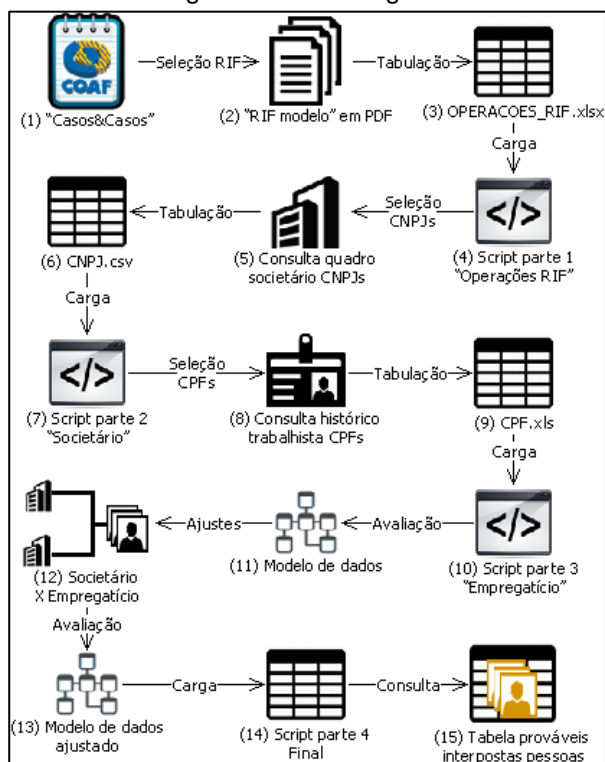 COAF
Seleção RIF
Tabulação
(1) "Casos&Casos"
(2) "RIF modelo" em PDF
(3) OPERACOES_RIF.xlsx
Carga
Tabulação
Seleção
CNPJs
</>
(6) CNPJ.csv
(5) Consulta quadro
societário CNPJs
(4) Script parte 1
"Operações RIF"
Carga
</>
Seleção
CPFs
Tabulação
(7) Script parte 2
"Societário"
(8) Consulta histórico
trabalhista CPFs
(9) CPF.xls
Carga
Ajustes
Avaliação
</>
(12) Societário
X Empregatício
(11) Modelo de dados
(10) Script parte 3
"Empregatício"
Avaliação
Carga
Consulta
(13) Modelo de dados
ajustado
(14) Script parte 4
Final
(15) Tabela prováveis
interpostas pessoas